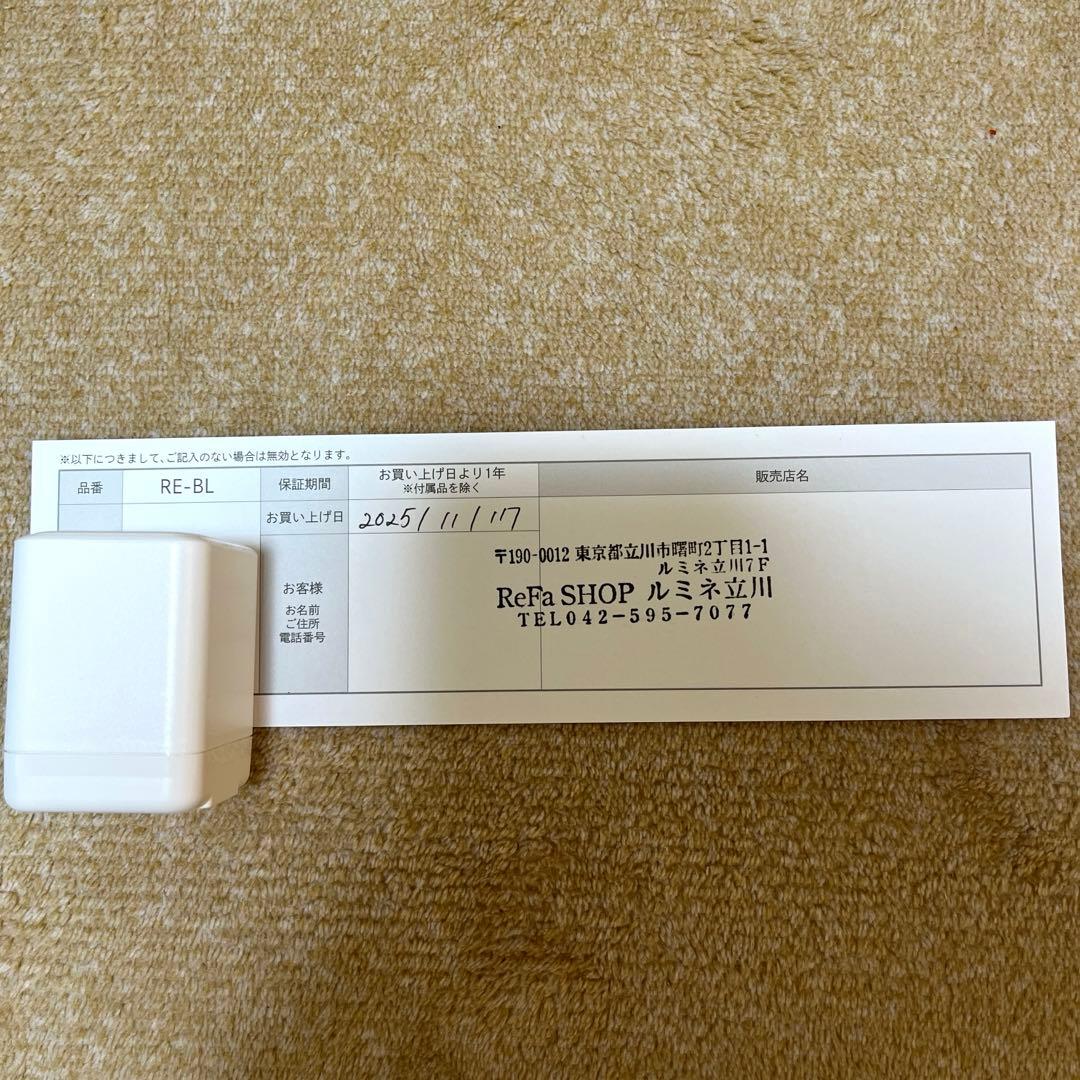 ※以下につきまして、ご記入のない場合は無効となります。
品番
RE-BL
保証期間
お買い上げ日より1年
※付属品を除く
販売店名
お買い上げ日
2025/11/17
お客様
お名前
ご住所
電話番号
〒190-0012 東京都立川市曙町2丁目1-1
ルミネ立川7F
ReFa SHOP ルミネ立川
TEL042-595-7077